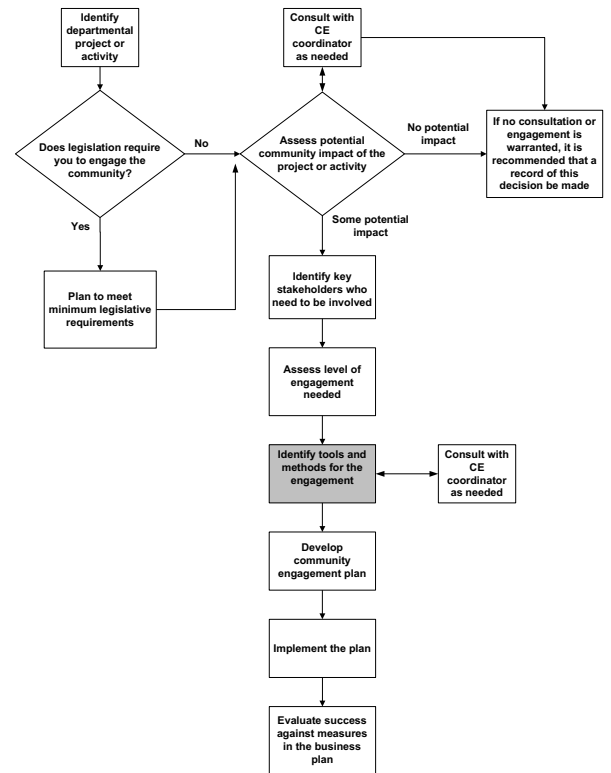 Identify
departmental
project or
activity
Consult with
CE
coordinator
as needed
Does legislation require
you to engage the
community?
No
Assess potential
community impact of the
project or activity
No potential
impact
If no consultation or
engagement is
warranted, it is
recommended that a
record of this
decision be made
Yes
Some potential
impact
Plan to meet
minimum legislative
requirements
Identify key
stakeholders who
need to be involved
Assess level of
engagement
needed
Identify tools and
methods for the
engagement
Consult with
CE
coordinator
as needed
Develop
community
engagement plan
Implement the plan
Evaluate success
against measures
in the business
plan